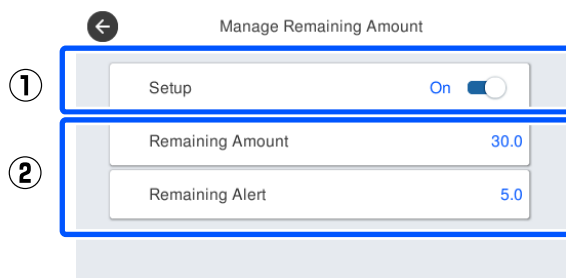 Manage Remaining Amount
① Setup On
Remaining Amount 30.0
② Remaining Alert 5.0